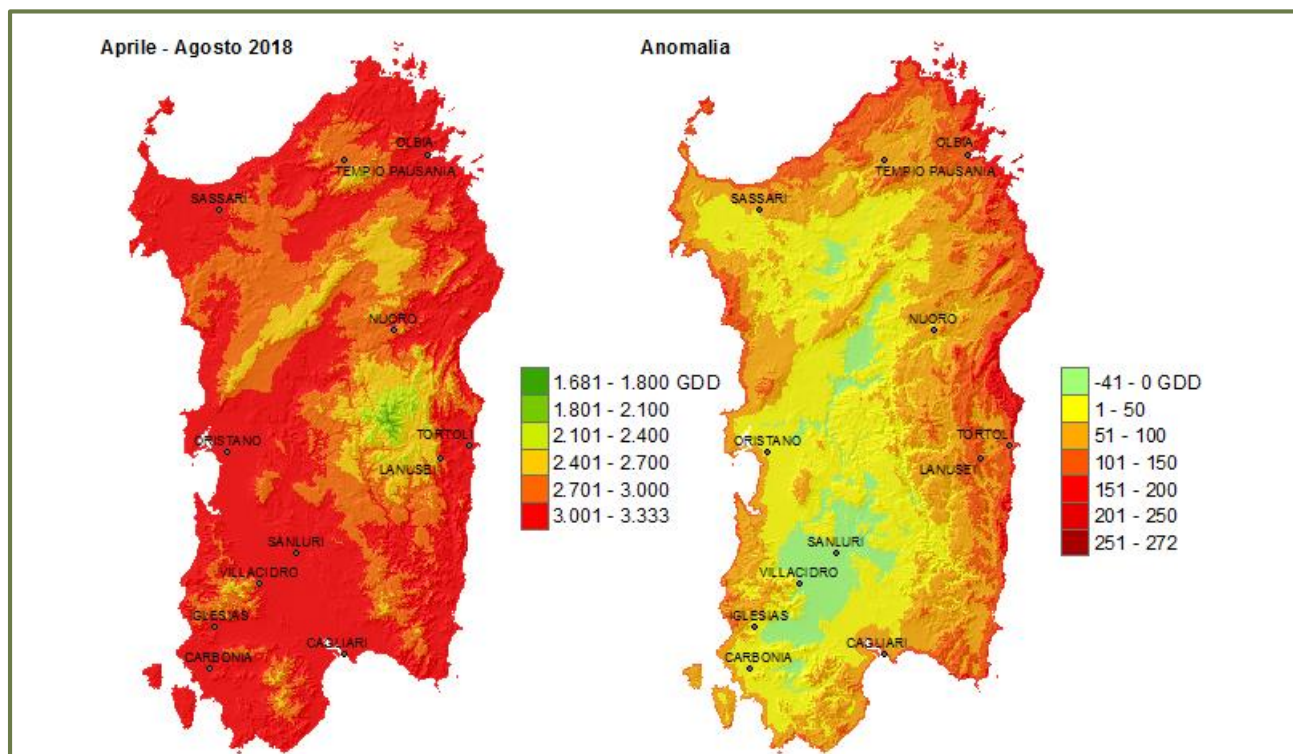 Aprile - Agosto 2018
OLBIA
TEMPIO PAUSANIA
SASSARI
NUORO
ORISTANO
TORTOLI
LANUSEI
SANLURI
VILLACIDRO
IGLESIAS
CAGLIARI
CARBONIA
1.681 - 1.800 GDD
1.801 - 2.100
2.101 - 2.400
2.401 - 2.700
2.701 - 3.000
3.001 - 3.333
Anomalia
OLBIA
TEMPIO PAUSANIA
SASSARI
NUORO
ORISTANO
TORTOLI
LANUSEI
SANLURI
VILLACIDRO
IGLESIAS
CAGLIARI
CARBONIA
-41 - 0 GDD
1 - 50
51 - 100
101 - 150
151 - 200
201 - 250
251 - 272